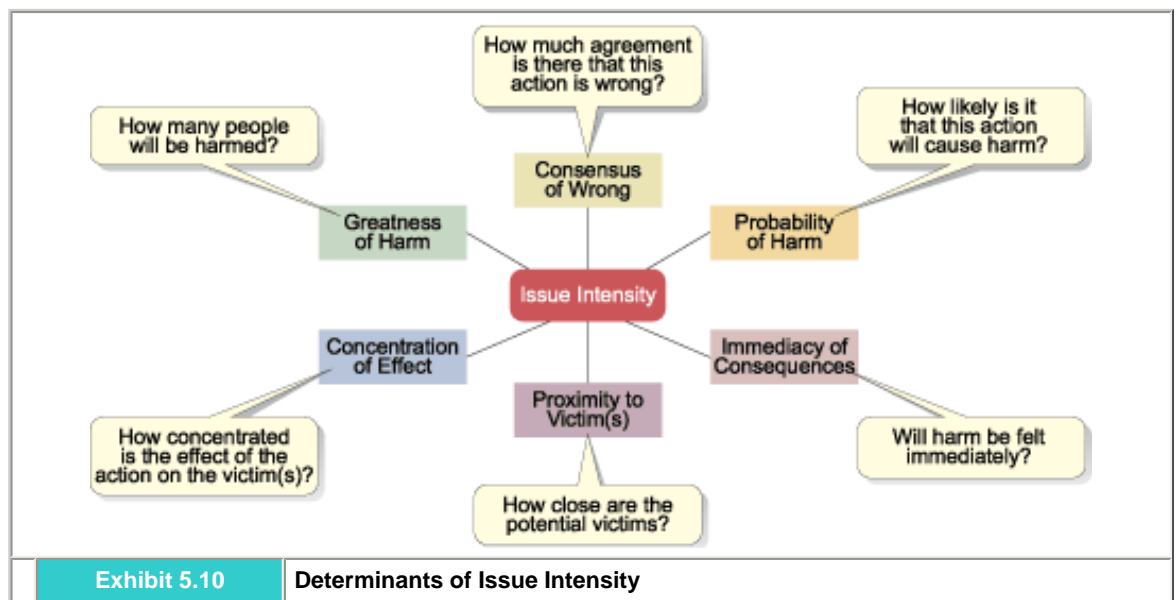 How much agreement
is there that this
action is wrong?
How many people
will be harmed?
How likely is it
that this action
will cause harm?
Consensus
of Wrong
Greatness
of Harm
Probability
of Harm
Issue Intensity
Concentration
of Effect
Immediacy of
Consequences
Proximity to
Victim(s)
How concentrated
is the effect of the
action on the victim(s)?
Will harm be felt
immediately?
How close are the
potential victims?
Exhibit 5.10
Determinants of Issue Intensity